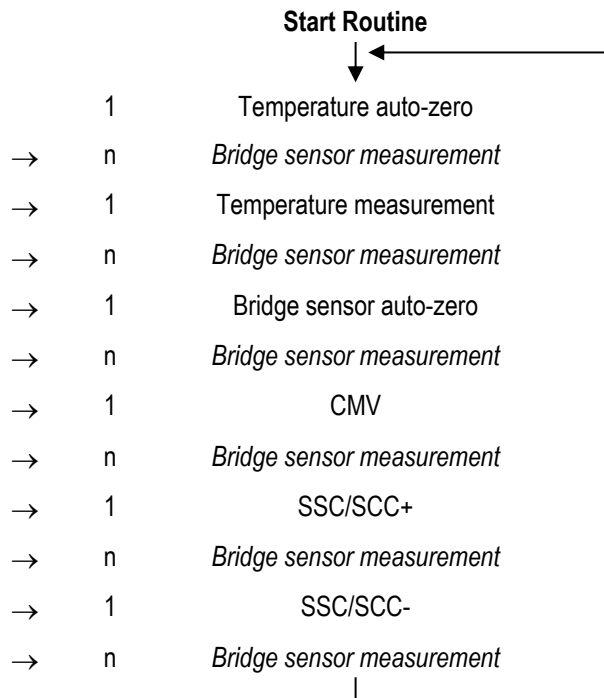 Start Routine
1 Temperature auto-zero
→ n Bridge sensor measurement
→ 1 Temperature measurement
→ n Bridge sensor measurement
→ 1 Bridge sensor auto-zero
→ n Bridge sensor measurement
→ 1 CMV
→ n Bridge sensor measurement
→ 1 SSC/SCC+
→ n Bridge sensor measurement
→ 1 SSC/SCC-
→ n Bridge sensor measurement